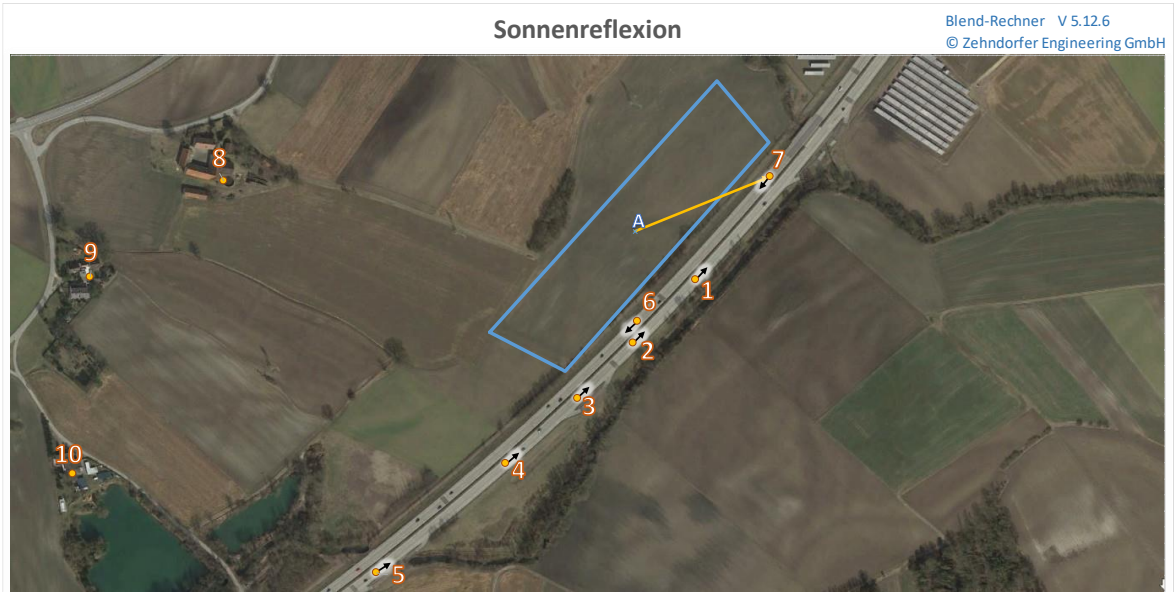 Sonnenreflexion
Blend-Rechner V 5.12.6
© Zehndorfer Engineering GmbH
7
8
A
9
1
6
2
3
10
4
5